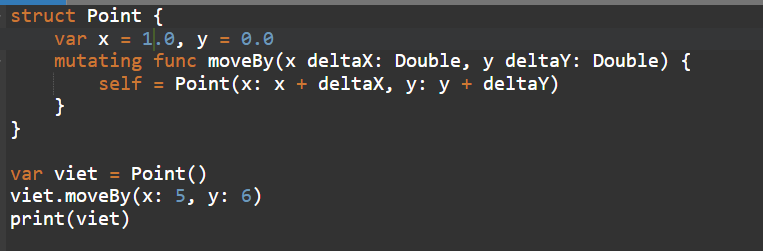 struct Point {
    var x = 1.0, y = 0.0
    mutating func moveBy(x deltaX: Double, y deltaY: Double) {
        self = Point(x: x + deltaX, y: y + deltaY)
    }
}

var viet = Point()
viet.moveBy(x: 5, y: 6)
print(viet)